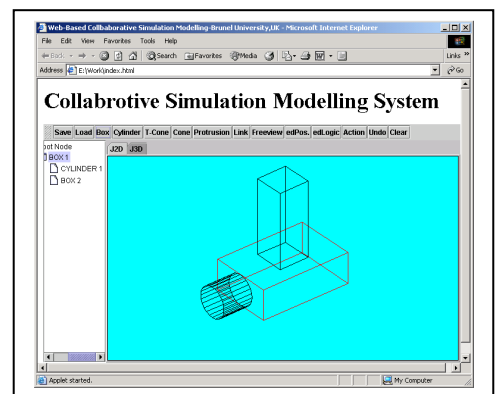 Web-Based Collbaborative Simulation Modelling-Brunel University,UK - Microsoft Internet Explorer
File Edit View Favorites Tools Help
Back Search Favorites Media Links »
Address E:\Work\index.html Go
Collabrotive Simulation Modelling System
Save Load Box Cylinder T-Cone Cone Protrusion Link Freeview edPos. edLogic Action Undo Clear
oot Node J2D J3D
BOX 1
CYLINDER 1
BOX 2
Applet started. My Computer